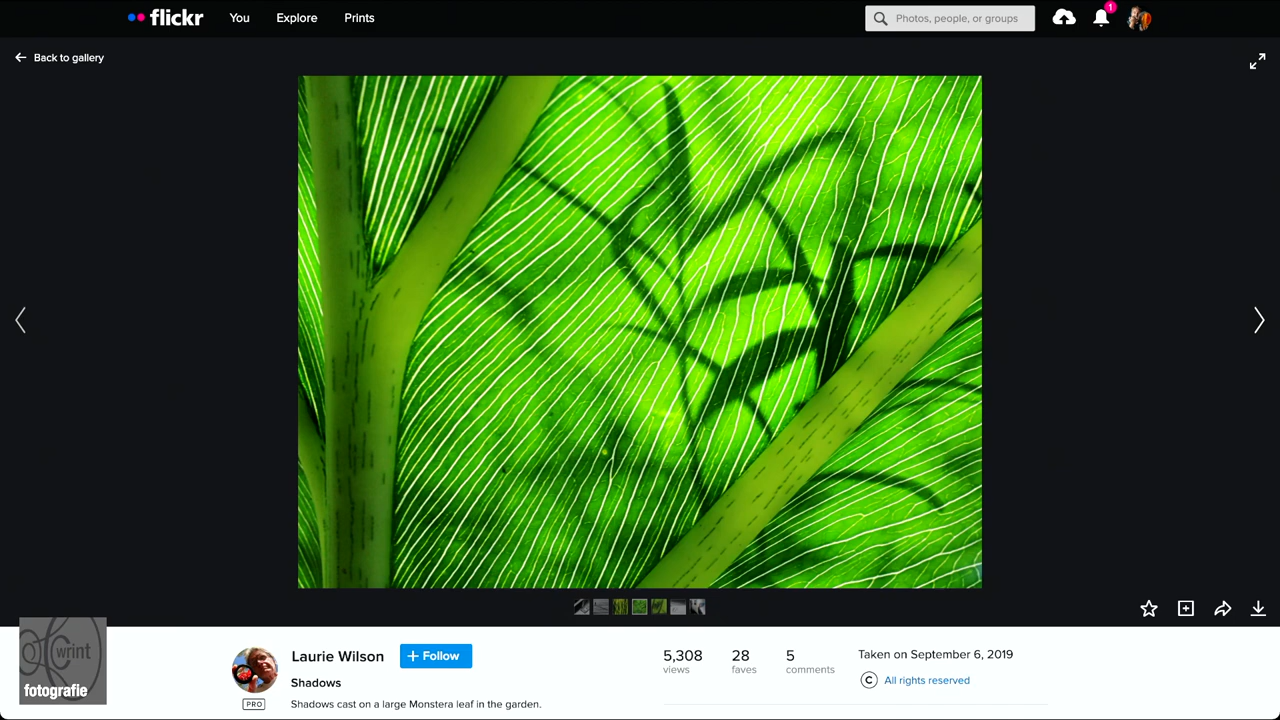 flickr You Explore Prints Photos, people, or groups 1
Back to gallery
Laurie Wilson + Follow
Shadows
PRO Shadows cast on a large Monstera leaf in the garden.
5,308 28 5
views faves comments
Taken on September 6, 2019
C All rights reserved
wrint
fotografie